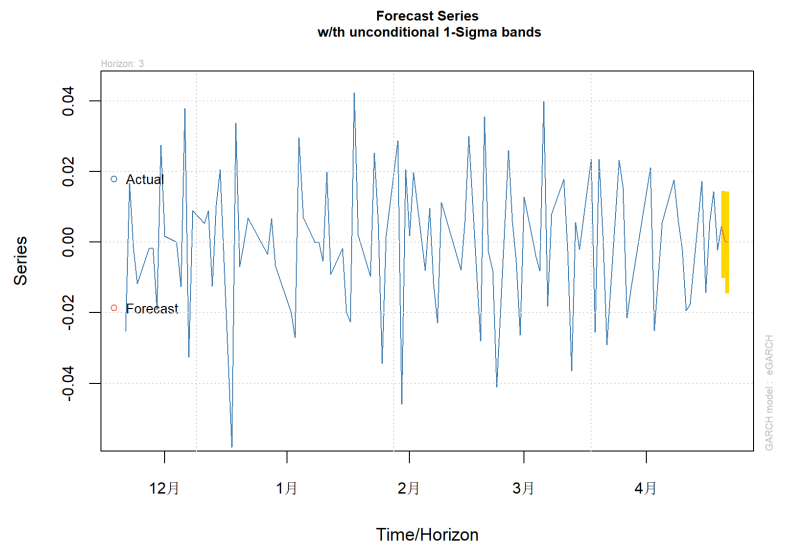 Forecast Series
w/th unconditional 1-Sigma bands
Horizon: 3
0.04
0.02
0.00
-0.02
-0.04
Series
Actual
Forecast
GARCH model : eGARCH
12月
1月
2月
3月
4月
Time/Horizon